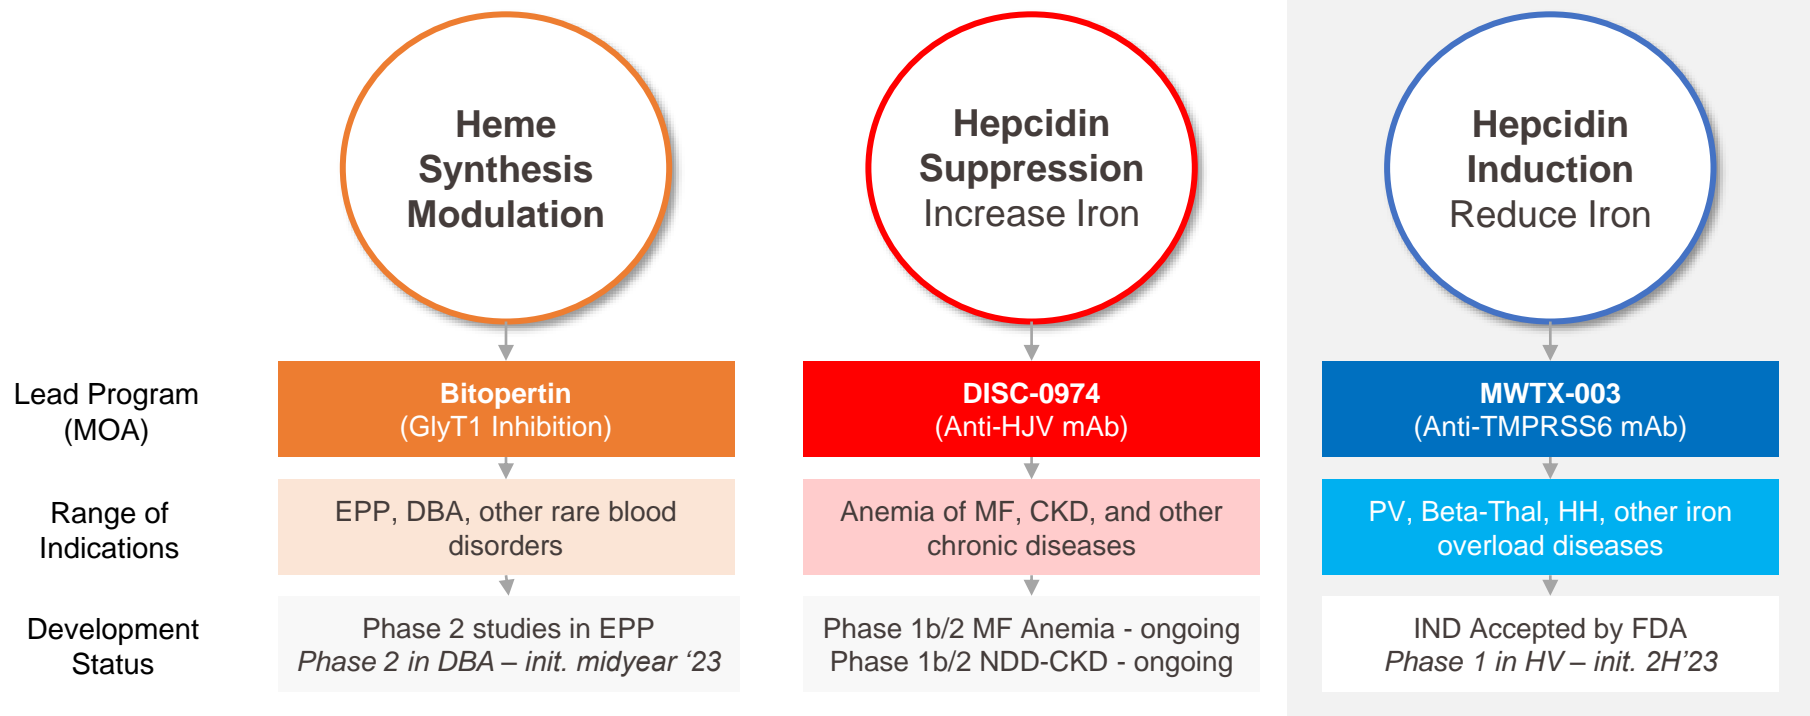 Heme
Synthesis
Modulation
Hepcidin
Suppression
Increase Iron
Hepcidin
Induction
Reduce Iron
Lead Program
(MOA)
Bitopertin
(GlyT1 Inhibition)
DISC-0974
(Anti-HJV mAb)
MWTX-003
(Anti-TMPRSS6 mAb)
Range of
Indications
EPP, DBA, other rare blood
disorders
Anemia of MF, CKD, and other
chronic diseases
PV, Beta-Thal, HH, other iron
overload diseases
Development
Status
Phase 2 studies in EPP
Phase 2 in DBA – init. midyear ‘23
Phase 1b/2 MF Anemia - ongoing
Phase 1b/2 NDD-CKD - ongoing
IND Accepted by FDA
Phase 1 in HV – init. 2H’23